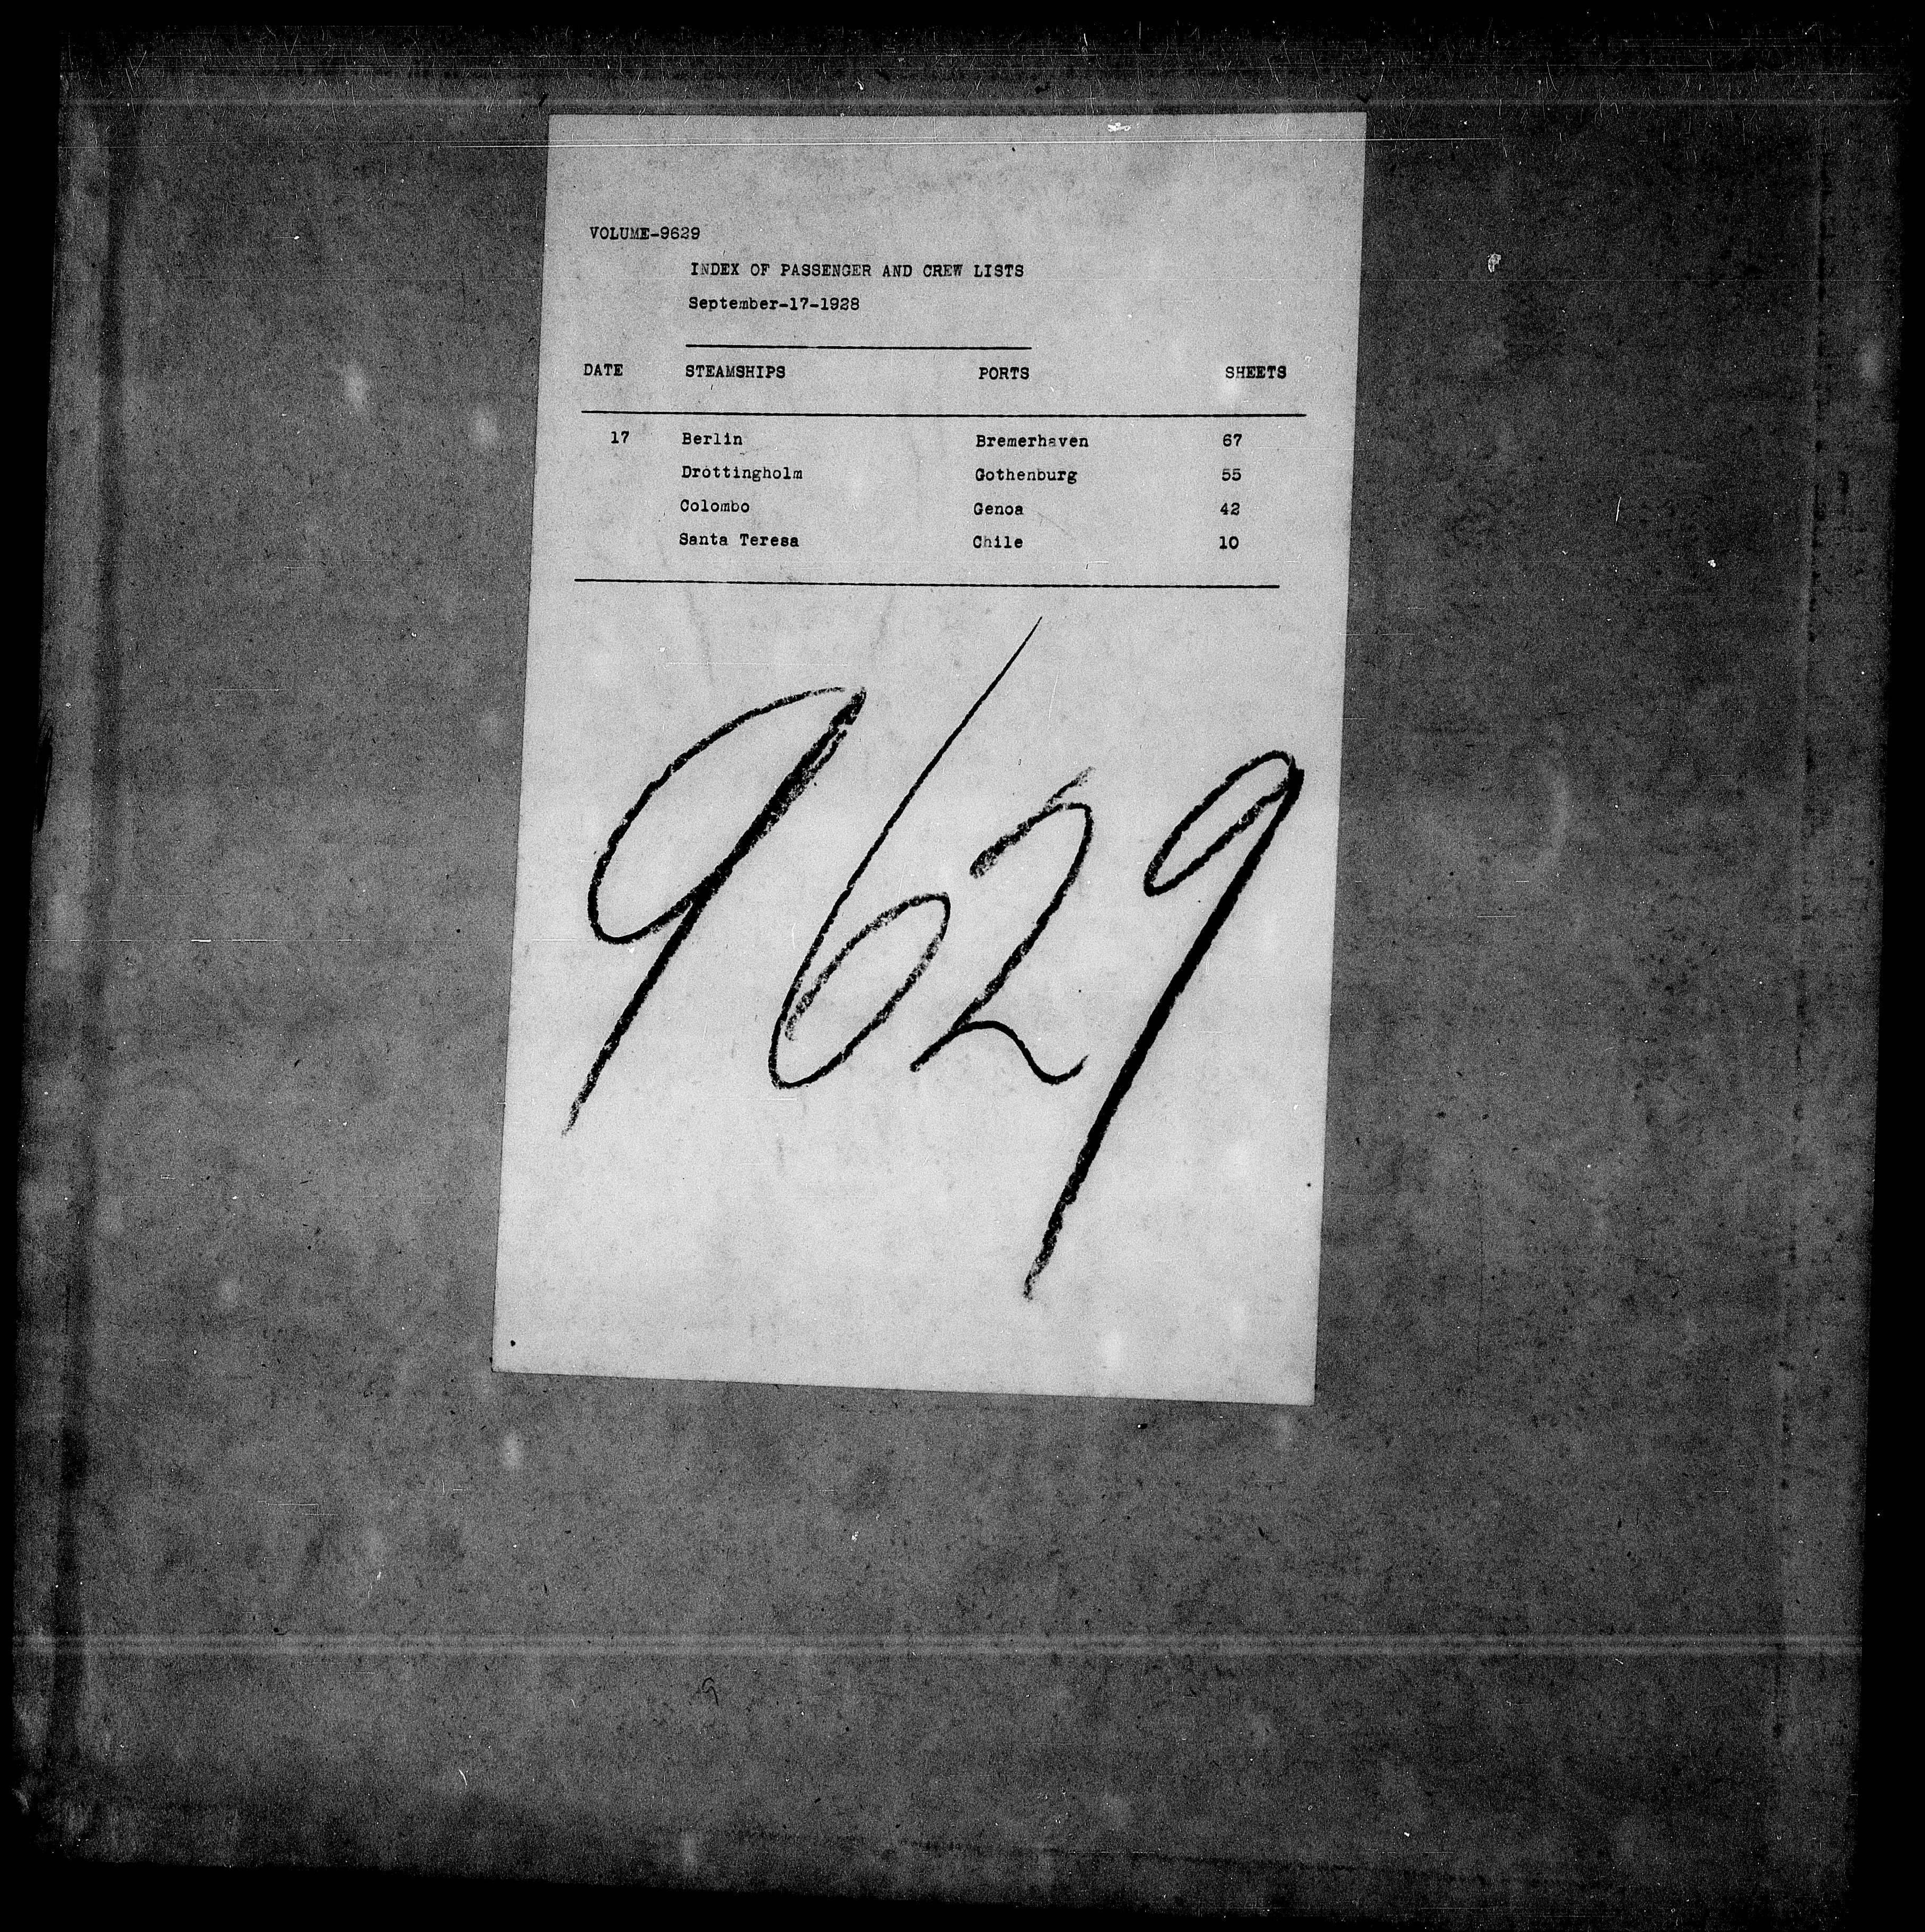 VOLUME-9629
INDEX OF PASSENGER AND CREW LISTS
September-17-1928
DATE STEAMSHIPS PORTS SHEETS
17 Berlin Bremerhaven 67
Drottingholm Gothenburg 55
Colombo Genoa 42
Santa Teresa Chile 10
9629
9